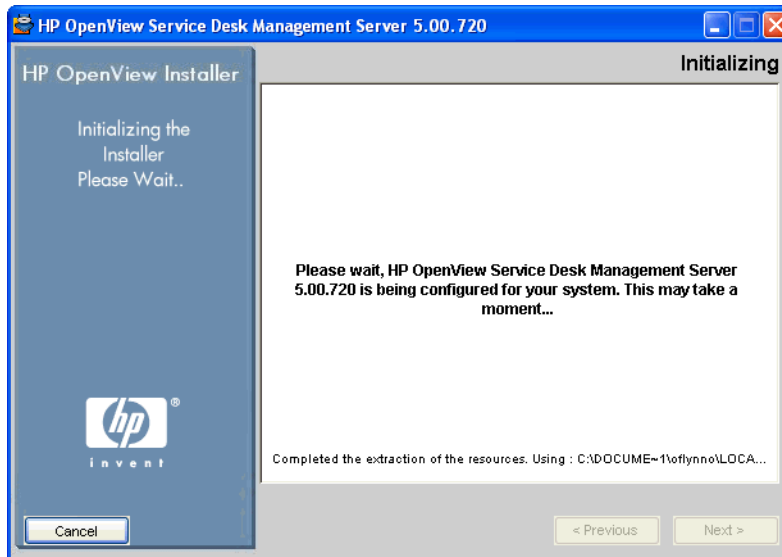 HP OpenView Service Desk Management Server 5.00.720
HP OpenView Installer
Initializing the
Installer
Please Wait..
Initializing
Please wait, HP OpenView Service Desk Management Server
5.00.720 is being configured for your system. This may take a
moment...
Completed the extraction of the resources. Using : C:\DOCUME~1\oflynno\LOCA...
hp
®
invent
Cancel
< Previous
Next >